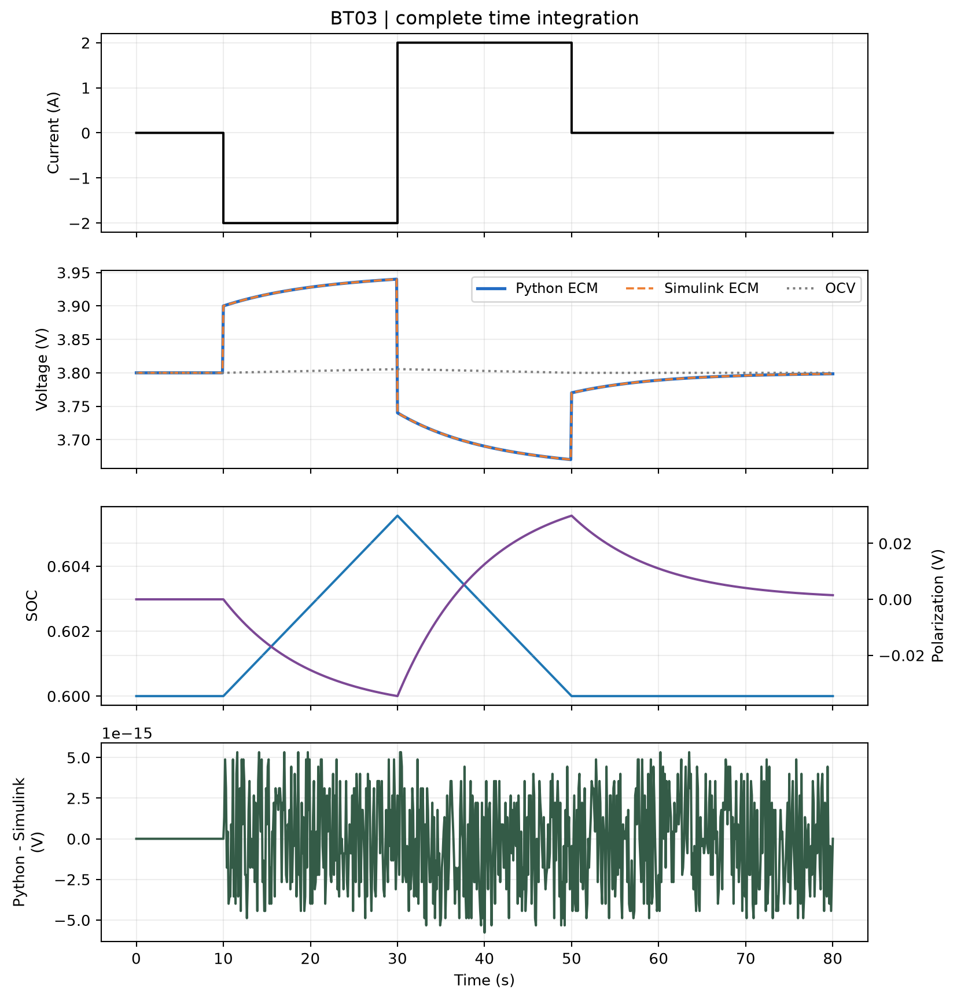 BT03 | complete time integration
Current (A)
2
1
0
−1
−2
Voltage (V)
3.95
3.90
3.85
3.80
3.75
3.70
Python ECM
Simulink ECM
OCV
SOC
0.604
0.602
0.600
0.02
0.00
−0.02
Polarization (V)
1e−15
Python - Simulink
(V)
5.0
2.5
0.0
−2.5
−5.0
0 10 20 30 40 50 60 70 80
Time (s)